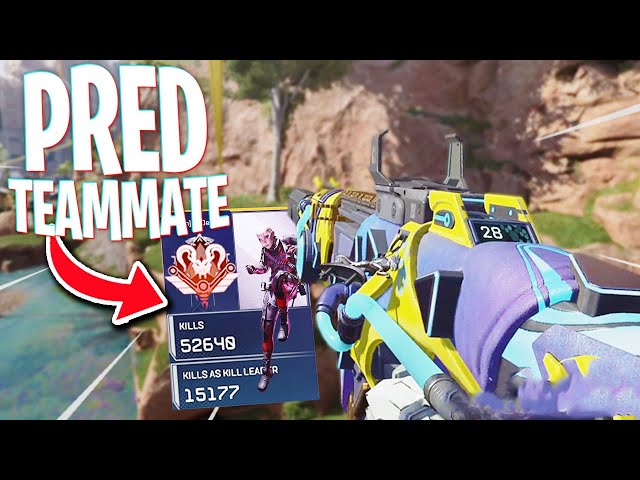 PRED
TEAMMATE
28
KILLS
52640
KILLS AS KILL LEADER
15177